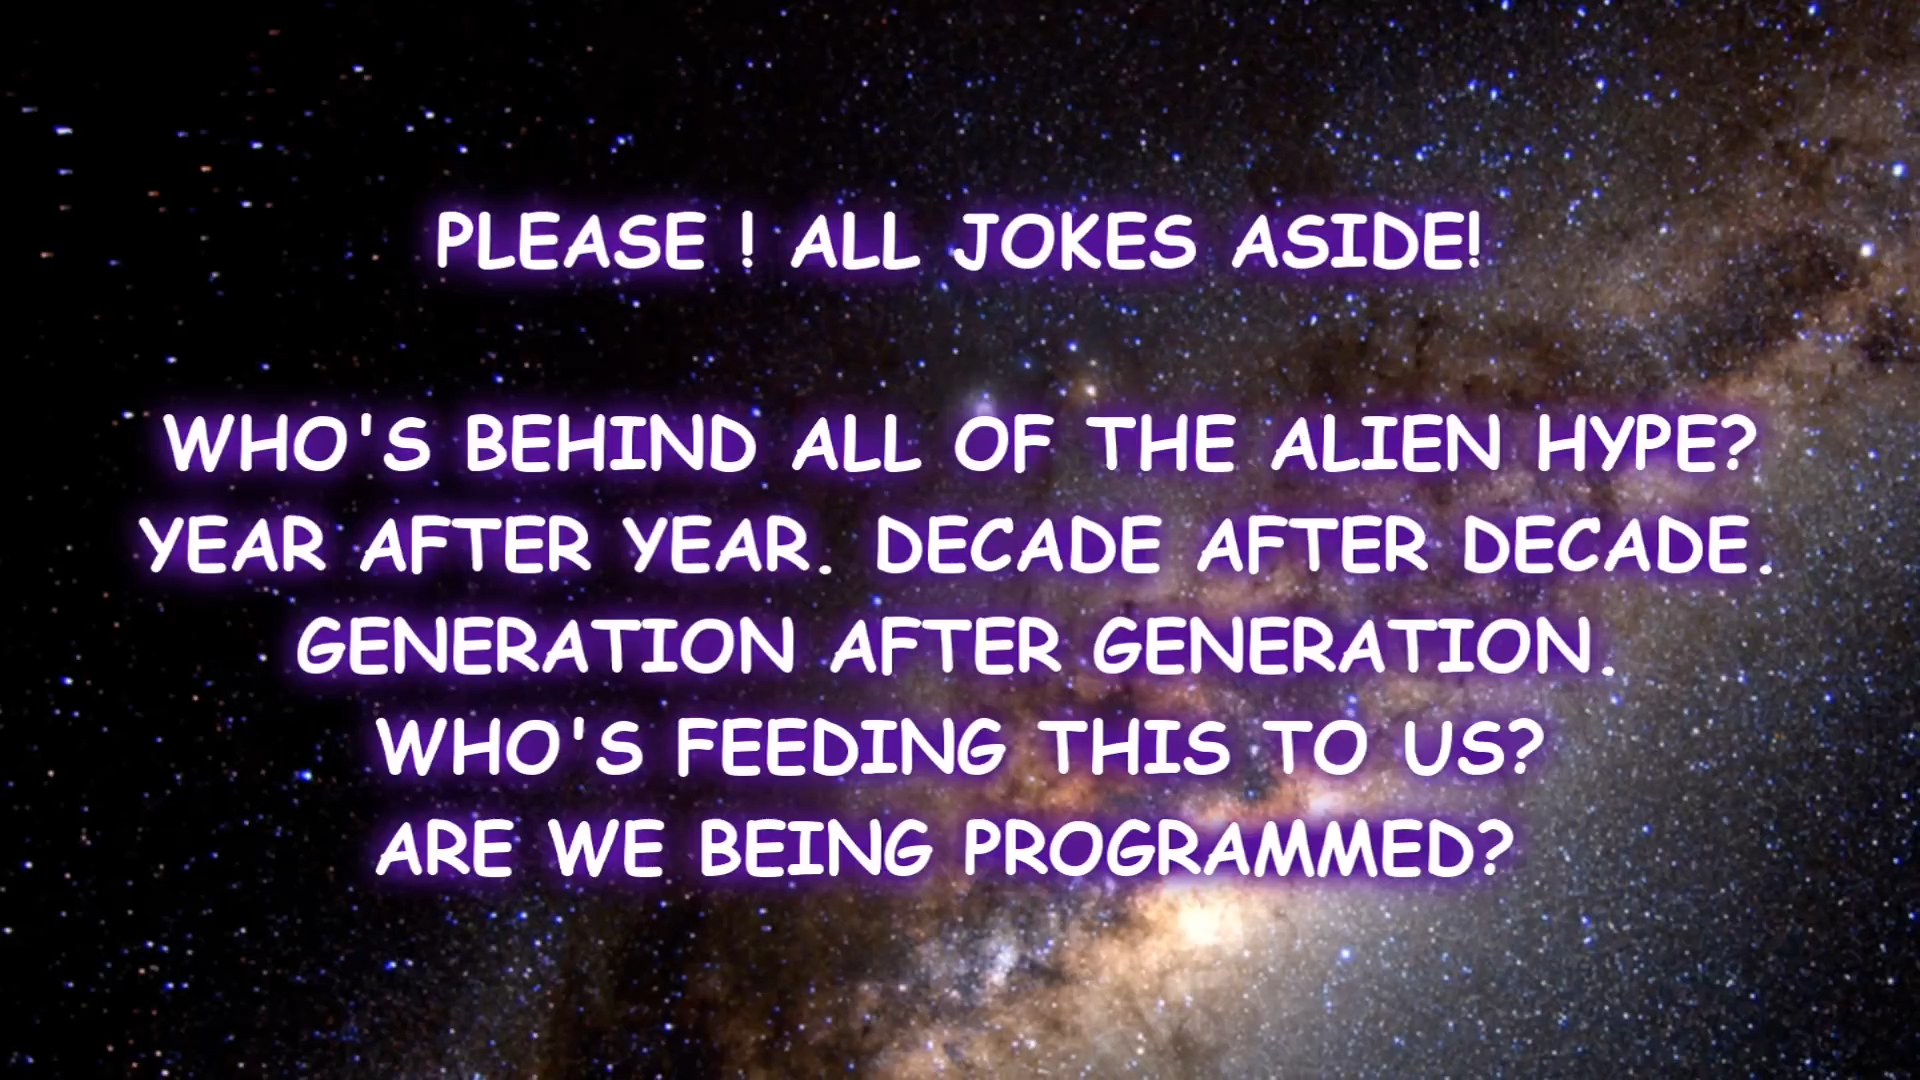 PLEASE ! ALL JOKES ASIDE!
WHO'S BEHIND ALL OF THE ALIEN HYPE?
YEAR AFTER YEAR. DECADE AFTER DECADE.
GENERATION AFTER GENERATION.
WHO'S FEEDING THIS TO US?
ARE WE BEING PROGRAMMED?